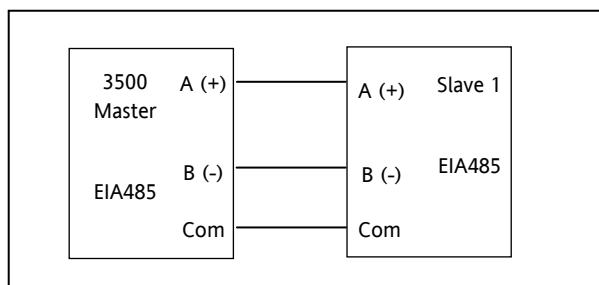 3500
Master
A (+)
B (-)
EIA485
Com
A (+)
Slave 1
B (-)
EIA485
Com